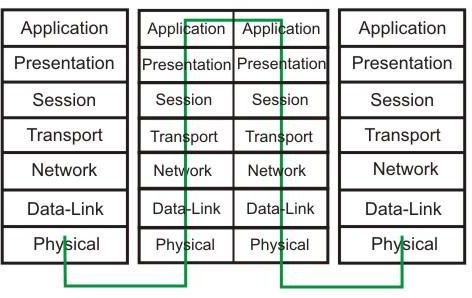 Application Application Application Application
Presentation Presentation Presentation Presentation
Session Session Session Session
Transport Transport Transport Transport
Network Network Network Network
Data-Link Data-Link Data-Link Data-Link
Physical Physical Physical Physical